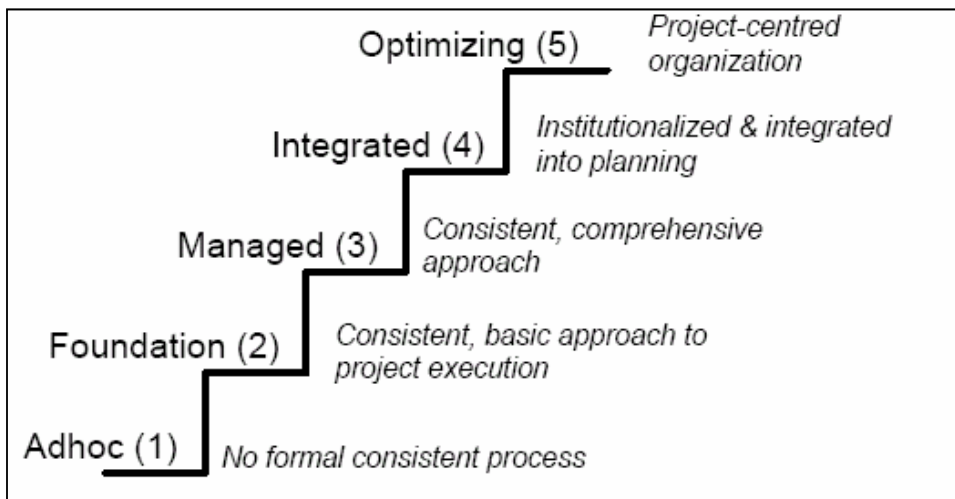 Optimizing (5)
Project-centred
organization
Integrated (4)
Institutionalized & integrated
into planning
Managed (3)
Consistent, comprehensive
approach
Foundation (2)
Consistent, basic approach to
project execution
Adhoc (1)
No formal consistent process